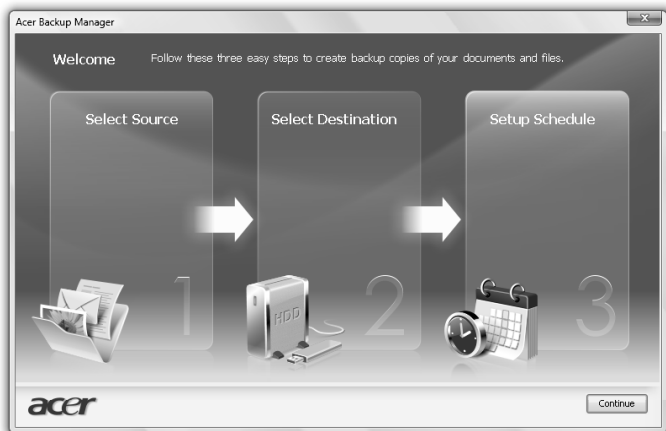 Acer Backup Manager
Welcome Follow these three easy steps to create backup copies of your documents and files.
Select Source
Select Destination
Setup Schedule
HDD
1
2
3
acer
Continue